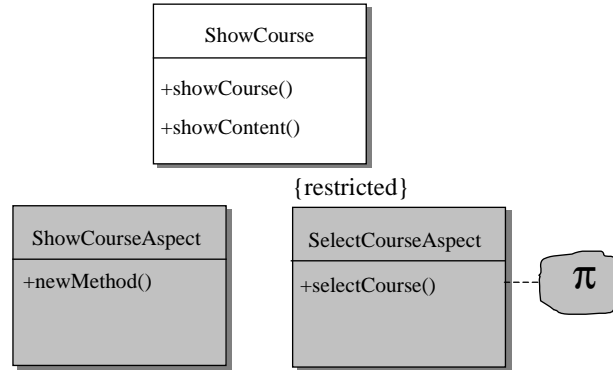 ShowCourse
+showCourse()
+showContent()
{restricted}
ShowCourseAspect
+newMethod()
SelectCourseAspect
+selectCourse()
π